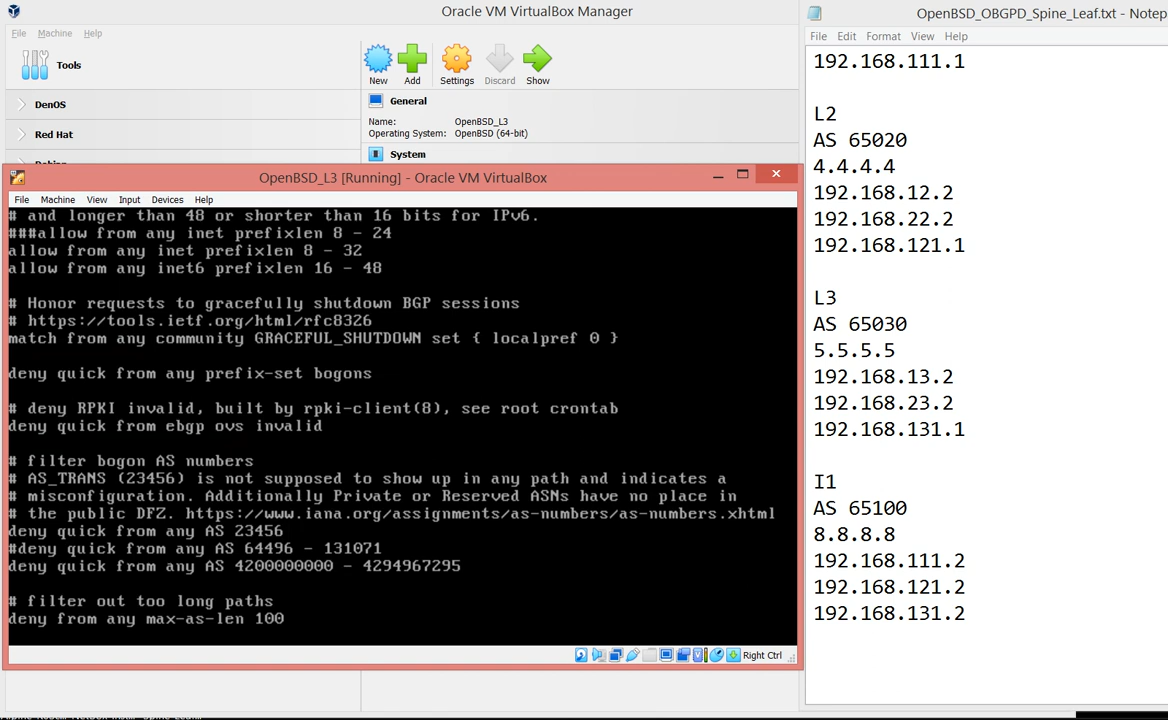 Oracle VM VirtualBox Manager
File Machine Help
Tools
New Add Settings Discard Show
DenOS
Red Hat
General
Name: OpenBSD_L3
Operating System: OpenBSD (64-bit)
System
OpenBSD_L3 [Running] - Oracle VM VirtualBox
File Machine View Input Devices Help
# and longer than 48 or shorter than 16 bits for IPv6.
###allow from any inet prefixlen 8 - 24
allow from any inet prefixlen 8 - 32
allow from any inet6 prefixlen 16 - 48
# Honor requests to gracefully shutdown BGP sessions
# https://tools.ietf.org/html/rfc8326
match from any community GRACEFUL_SHUTDOWN set { localpref 0 }
deny quick from any prefix-set bogons
# deny RPKI invalid, built by rpki-client(8), see root crontab
deny quick from ebgp ovs invalid
# filter bogon AS numbers
# AS_TRANS (23456) is not supposed to show up in any path and indicates a
# misconfiguration. Additionally Private or Reserved ASNs have no place in
# the public DFZ. https://www.iana.org/assignments/as-numbers/as-numbers.xhtml
deny quick from any AS 23456
#deny quick from any AS 64496 - 131071
deny quick from any AS 4200000000 - 4294967295
# filter out too long paths
deny from any max-as-len 100
Right Ctrl
OpenBSD_OBGPD_Spine_Leaf.txt - Notep
File Edit Format View Help
192.168.111.1
L2
AS 65020
4.4.4.4
192.168.12.2
192.168.22.2
192.168.121.1
L3
AS 65030
5.5.5.5
192.168.13.2
192.168.23.2
192.168.131.1
I1
AS 65100
8.8.8.8
192.168.111.2
192.168.121.2
192.168.131.2